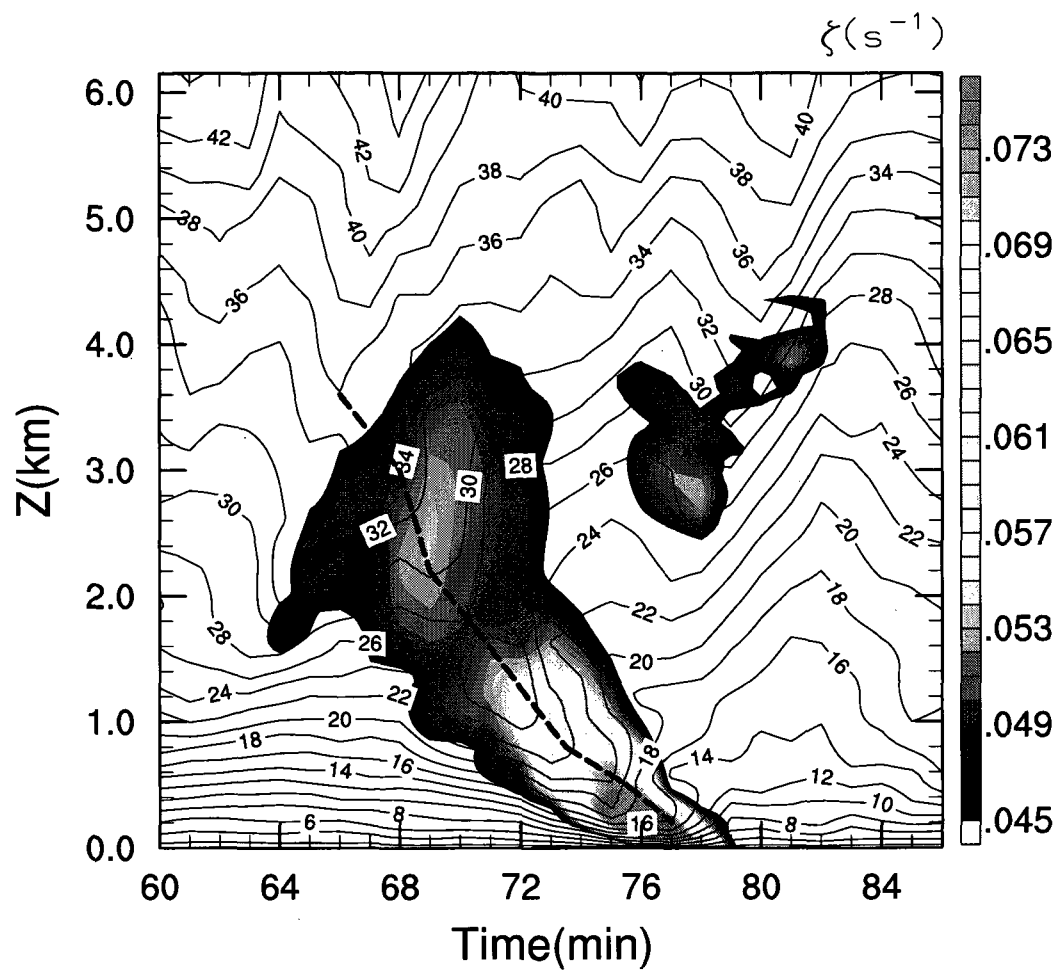 ζ(s⁻¹)
6.0
5.0
4.0
3.0
2.0
1.0
0.0
Z(km)
60 64 68 72 76 80 84
Time(min)
.073
.069
.065
.061
.057
.053
.049
.045
42 42 40 40
38 38 34
38 40 36 34 36
36 32 28
30 26
34 28 26 24
30 32 30 24 20 22
28 26 22 18
24 22 20 16
20
18 16 18 14
14 12
6 8 16 8 10